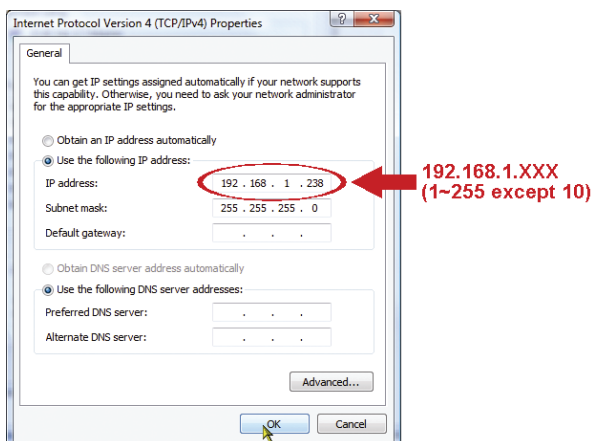 Internet Protocol Version 4 (TCP/IPv4) Properties
General
You can get IP settings assigned automatically if your network supports
this capability. Otherwise, you need to ask your network administrator
for the appropriate IP settings.
Obtain an IP address automatically
Use the following IP address:
IP address: 192 . 168 . 1 . 238
Subnet mask: 255 . 255 . 255 . 0
Default gateway: . . .
192.168.1.XXX
(1~255 except 10)
Obtain DNS server address automatically
Use the following DNS server addresses:
Preferred DNS server: . . .
Alternate DNS server: . . .
Advanced...
OK Cancel